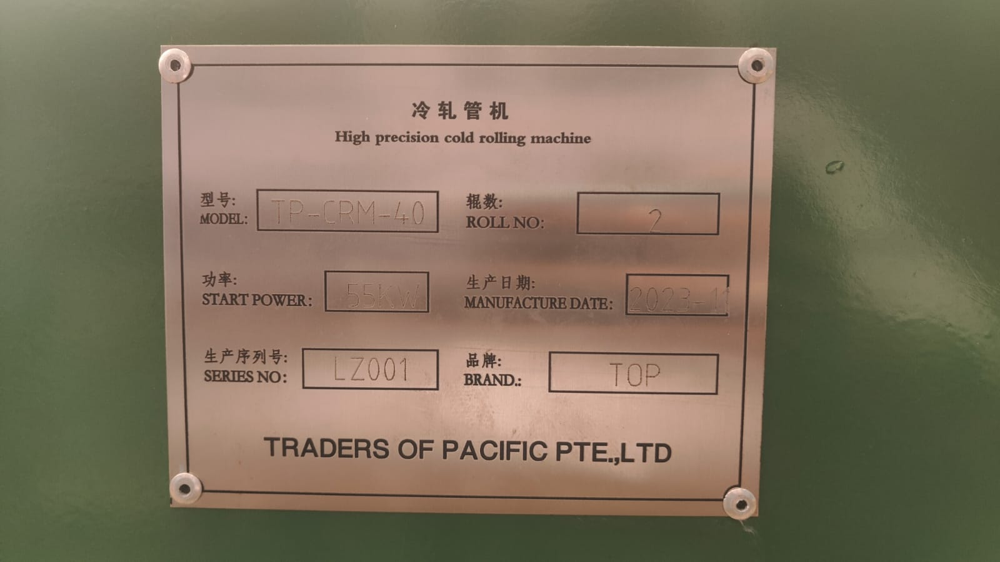 冷轧管机
High precision cold rolling machine
型号:
MODEL: TP-CRM-40
辊数:
ROLL NO: 2
功率:
START POWER: 55KW
生产日期:
MANUFACTURE DATE: 2023-11
生产序列号:
SERIES NO: LZ001
品牌:
BRAND.: TOP
TRADERS OF PACIFIC PTE.,LTD